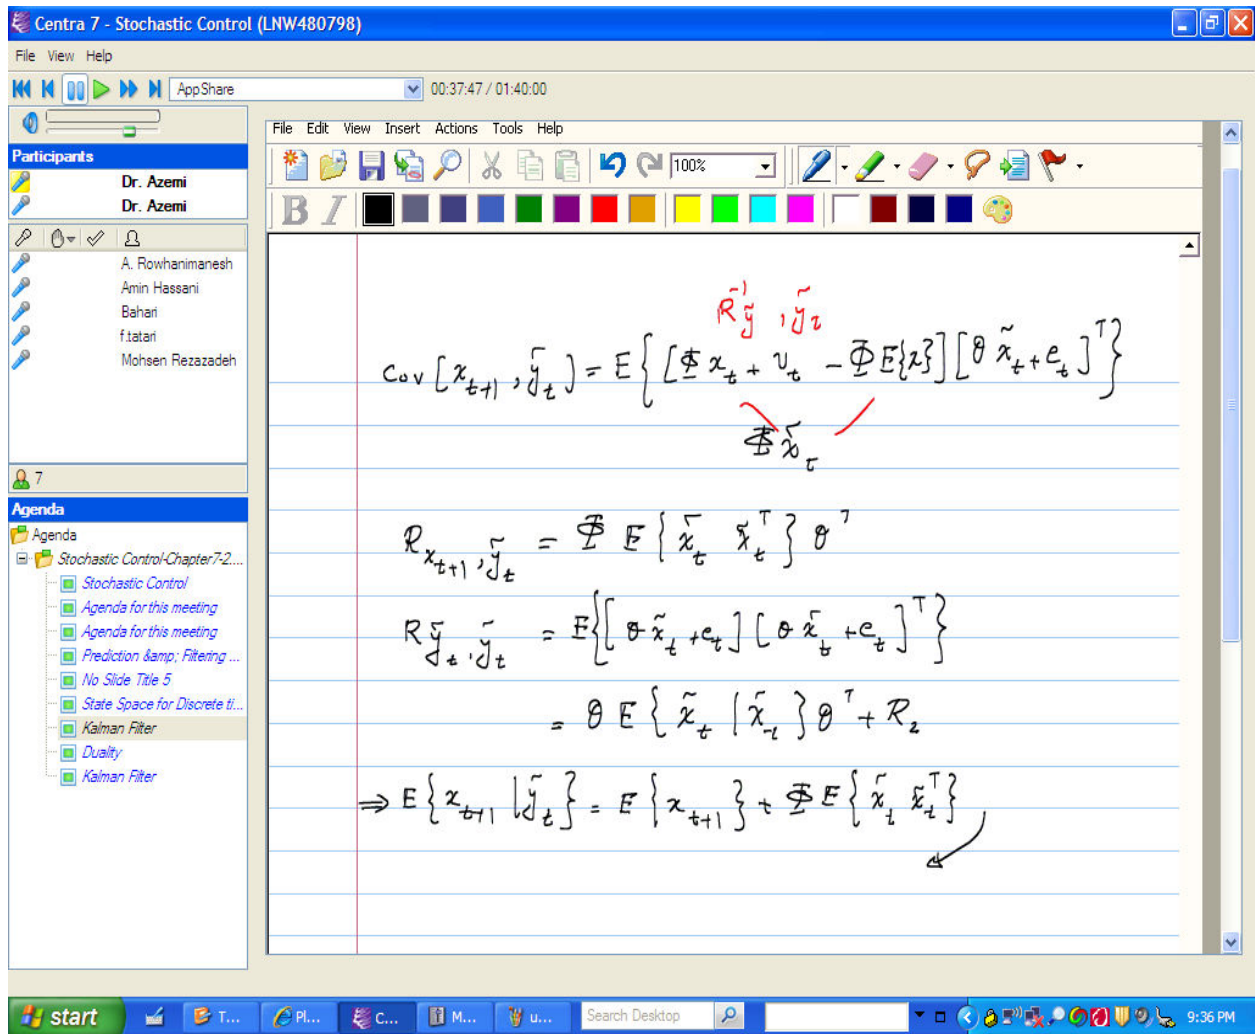 Centra 7 - Stochastic Control (LNW480798)
File View Help
AppShare 00:37:47 / 01:40:00
Participants
Dr. Azemi
Dr. Azemi
A. Rowhanimanesh
Amin Hassani
Bahari
f.tatari
Mohsen Rezazadeh
7
Agenda
Agenda
Stochastic Control-Chapter7-2....
Stochastic Control
Agenda for this meeting
Agenda for this meeting
Prediction &amp; Filtering ...
No Slide Title 5
State Space for Discrete ti...
Kalman Filter
Duality
Kalman Filter
File Edit View Insert Actions Tools Help
100%
B I
R⁻¹_ỹ , ỹ_t
Cov[x_{t+1}, ỹ_t] = E{[Φ x_t + v_t − Φ E{x}][θ x̃_t + e_t]^T}
Φ x̃_t
R_{x_{t+1}, ỹ_t} = Φ E{x̃_t x̃_t^T} θ^T
R_{ỹ_t, ỹ_t} = E{[θ x̃_t + e_t][θ x̃_t + e_t]^T}
= θ E{x̃_t | x̃_t} θ^T + R_2
⇒ E{x_{t+1} | ỹ_t} = E{x_{t+1}} + Φ E{x̃_t x̃_t^T}
start T... Pl... C... M... u... Search Desktop 9:36 PM